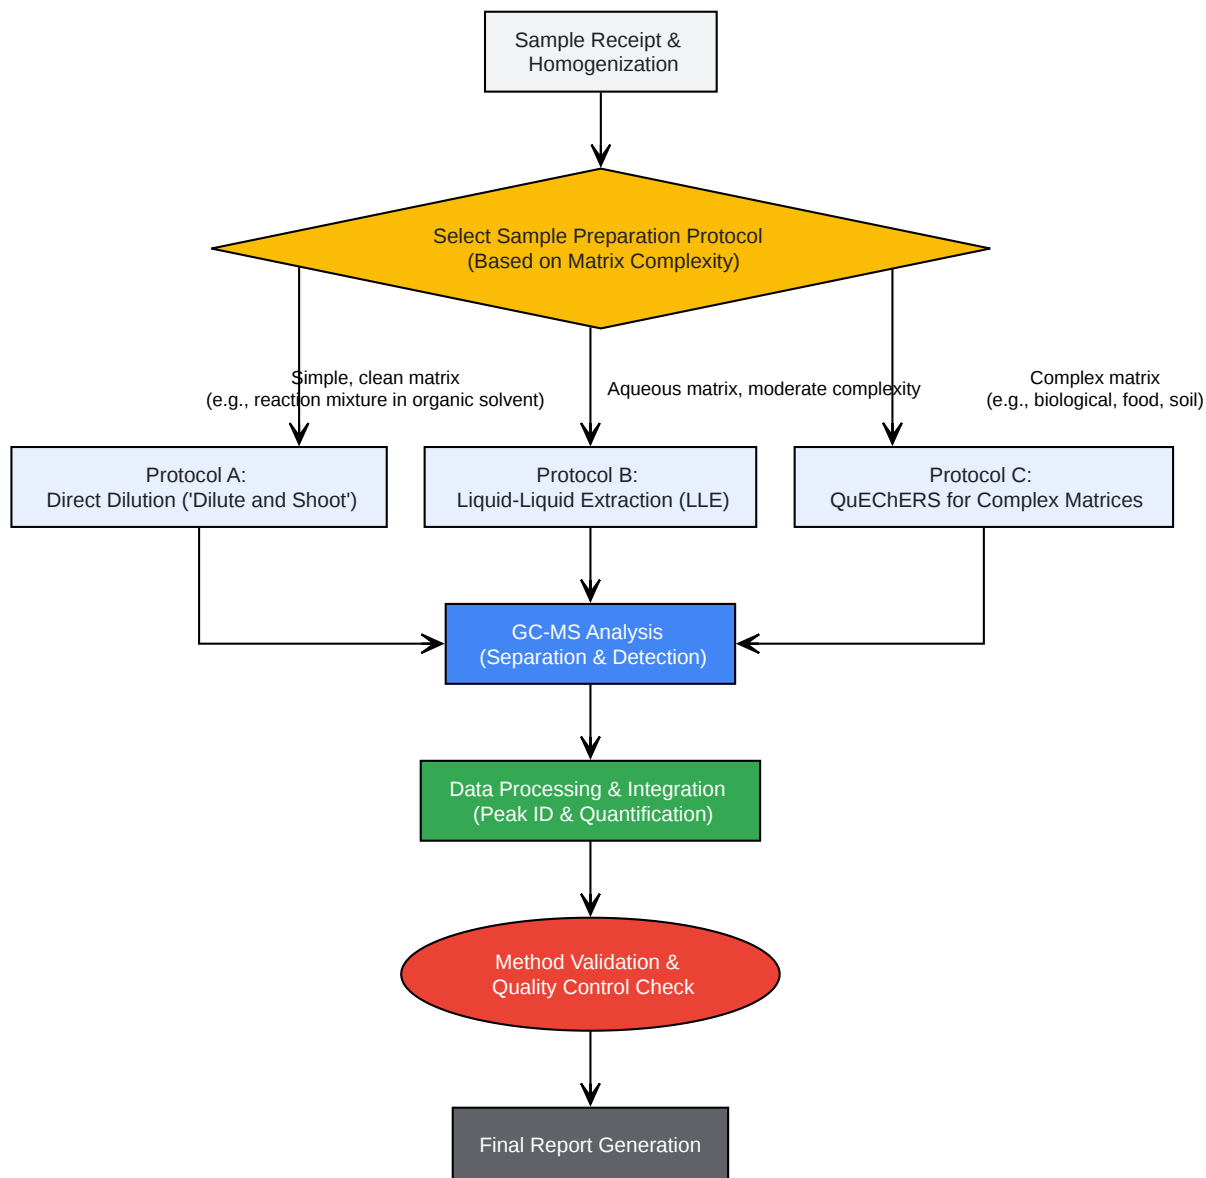 Sample Receipt &
Homogenization
Select Sample Preparation Protocol
(Based on Matrix Complexity)
Simple, clean matrix
(e.g., reaction mixture in organic solvent)
Aqueous matrix, moderate complexity
Complex matrix
(e.g., biological, food, soil)
Protocol A:
Direct Dilution ('Dilute and Shoot')
Protocol B:
Liquid-Liquid Extraction (LLE)
Protocol C:
QuEChERS for Complex Matrices
GC-MS Analysis
(Separation & Detection)
Data Processing & Integration
(Peak ID & Quantification)
Method Validation &
Quality Control Check
Final Report Generation